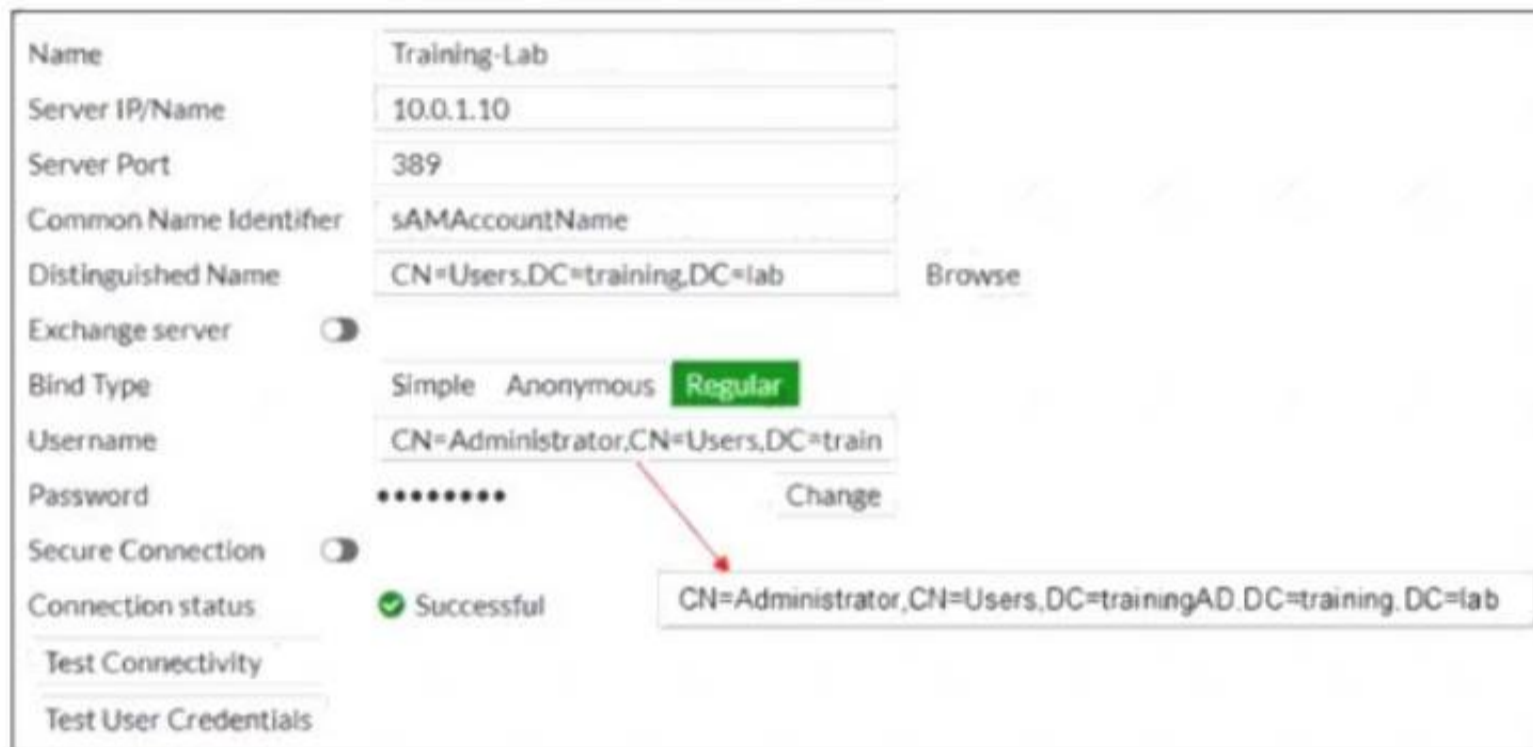 Name Training-Lab
Server IP/Name 10.0.1.10
Server Port 389
Common Name Identifier sAMAccountName
Distinguished Name CN=Users,DC=training,DC=lab Browse
Exchange server
Bind Type Simple Anonymous Regular
Username CN=Administrator,CN=Users,DC=train
Password •••••••• Change
Secure Connection
Connection status Successful CN=Administrator,CN=Users,DC=trainingAD.DC=training.DC=lab
Test Connectivity
Test User Credentials